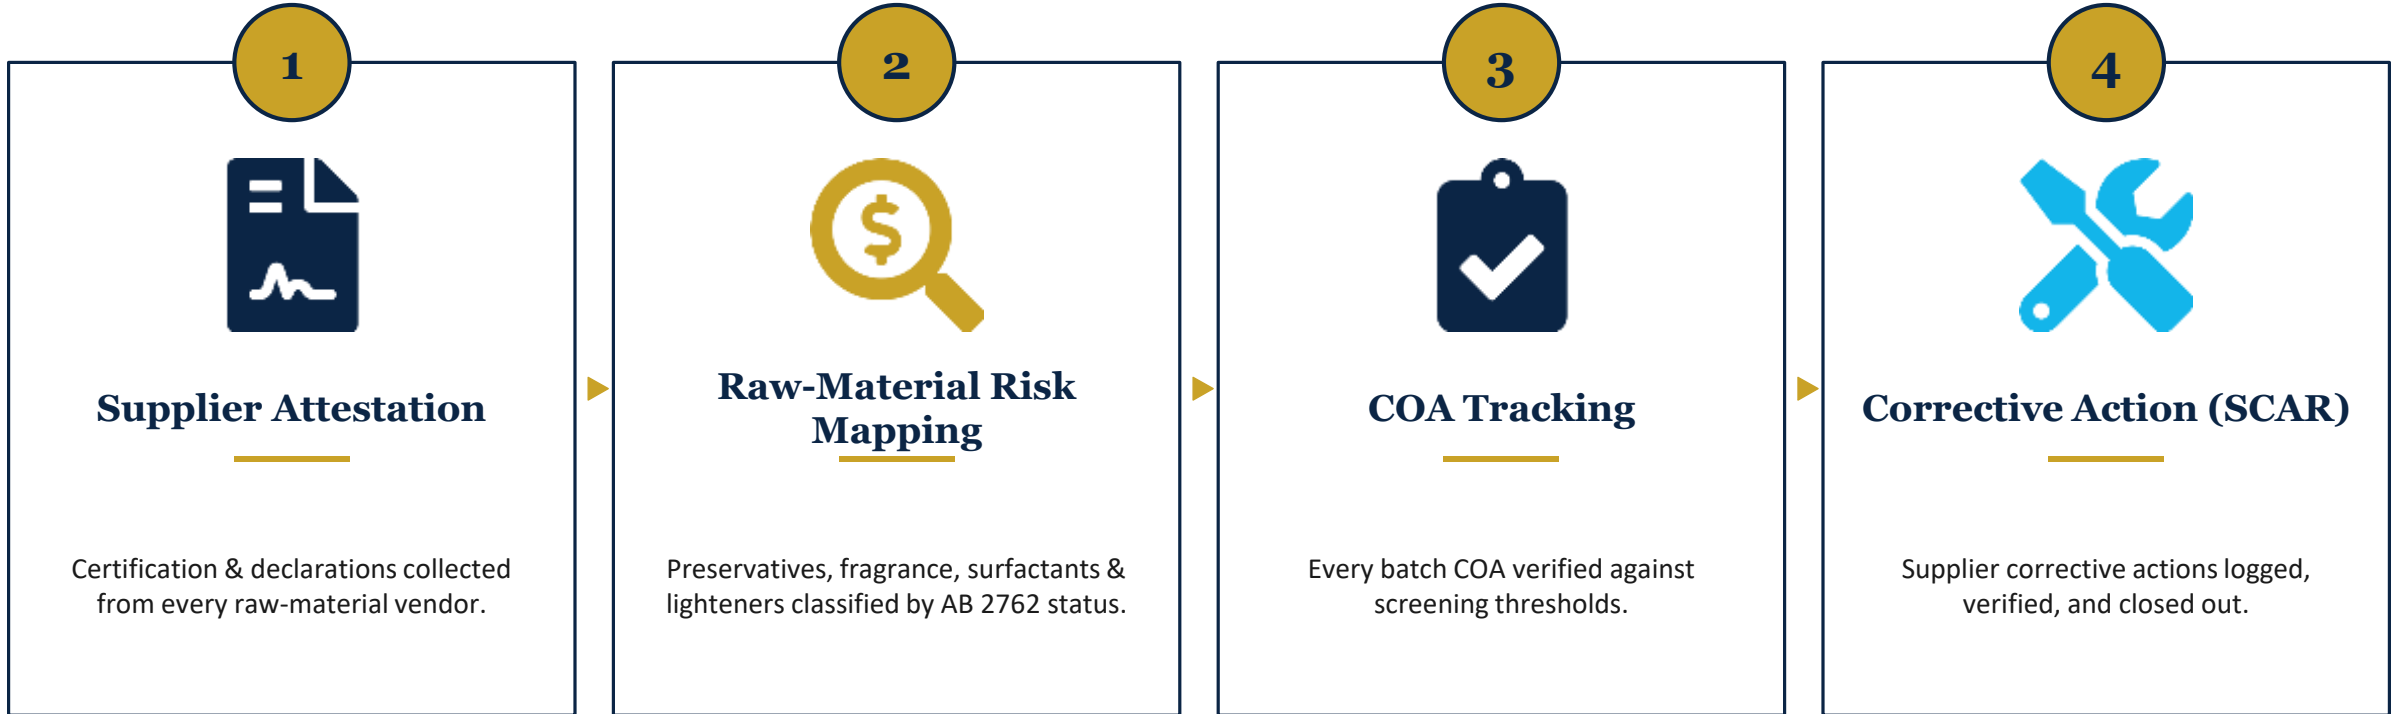 1
Supplier Attestation
Certification & declarations collected
from every raw-material vendor.
2
$
Raw-Material Risk
Mapping
Preservatives, fragrance, surfactants &
lighteners classified by AB 2762 status.
3
COA Tracking
Every batch COA verified against
screening thresholds.
4
Corrective Action (SCAR)
Supplier corrective actions logged,
verified, and closed out.